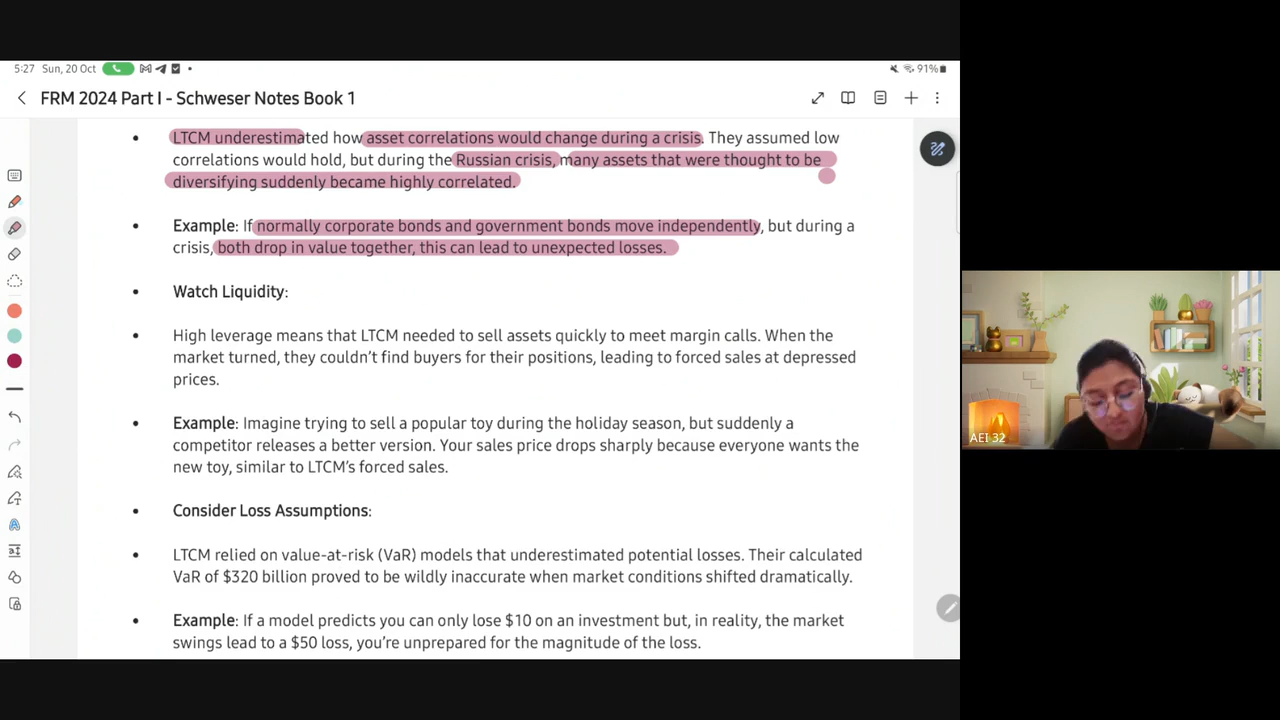 5:27 Sun, 20 Oct
91%
FRM 2024 Part I - Schweser Notes Book 1
• LTCM underestimated how asset correlations would change during a crisis. They assumed low
correlations would hold, but during the Russian crisis, many assets that were thought to be
diversifying suddenly became highly correlated.
• Example: If normally corporate bonds and government bonds move independently, but during a
crisis, both drop in value together, this can lead to unexpected losses.
• Watch Liquidity:
• High leverage means that LTCM needed to sell assets quickly to meet margin calls. When the
market turned, they couldn't find buyers for their positions, leading to forced sales at depressed
prices.
• Example: Imagine trying to sell a popular toy during the holiday season, but suddenly a
competitor releases a better version. Your sales price drops sharply because everyone wants the
new toy, similar to LTCM's forced sales.
• Consider Loss Assumptions:
• LTCM relied on value-at-risk (VaR) models that underestimated potential losses. Their calculated
VaR of $320 billion proved to be wildly inaccurate when market conditions shifted dramatically.
• Example: If a model predicts you can only lose $10 on an investment but, in reality, the market
swings lead to a $50 loss, you're unprepared for the magnitude of the loss.
AEI 32